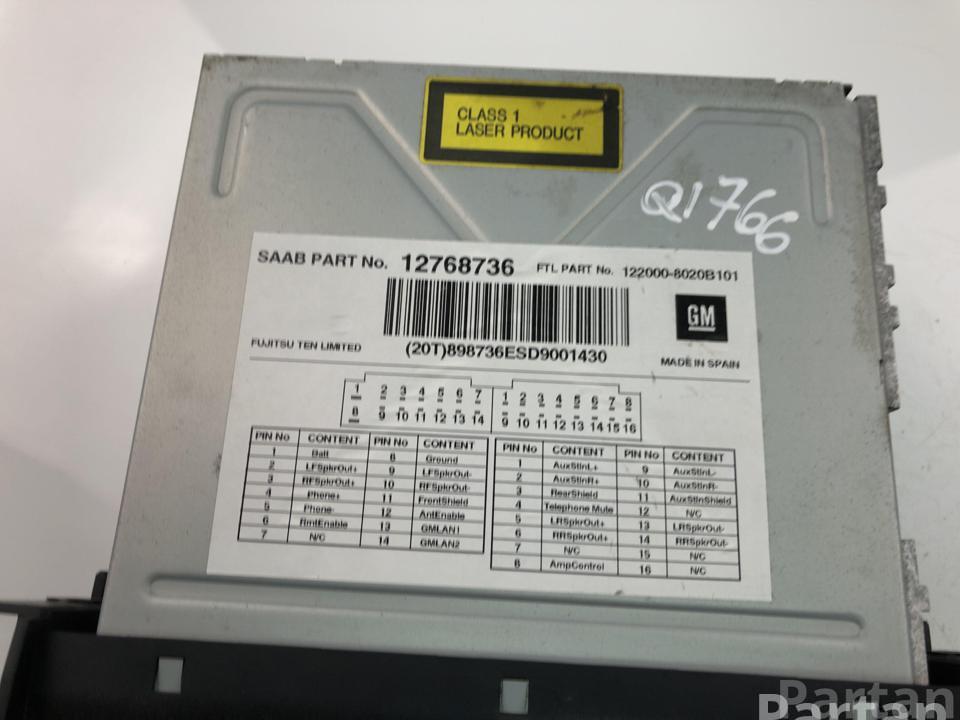 CLASS 1
LASER PRODUCT
Q1766
SAAB PART No. 12768736 FTL PART No. 122000-8020B101
GM
(20T)898736ESD9001430
FUJITSU TEN LIMITED
MADE IN SPAIN
1 2 3 4 5 6 7 1 2 3 4 5 6 7 8
8 9 10 11 12 13 14 9 10 11 12 13 14 15 16
PIN No CONTENT PIN No CONTENT
1 Batt 8 Ground
2 LFSpkrOut+ 9 LFSpkrOut-
3 RFSpkrOut+ 10 RFSpkrOut-
4 Phone+ 11 FrontShield
5 Phone- 12 AntEnable
6 RmtEnable 13 GMLAN1
7 N/C 14 GMLAN2
PIN No CONTENT PIN No CONTENT
1 AuxStInL+ 9 AuxStInL-
2 AuxStInR+ 10 AuxStInR-
3 RearShield 11 AuxStInShield
4 Telephone Mute 12 N/C
5 LRSpkrOut+ 13 LRSpkrOut-
6 RRSpkrOut+ 14 RRSpkrOut-
7 N/C 15 N/C
8 AmpControl 16 N/C
Partan
Partan